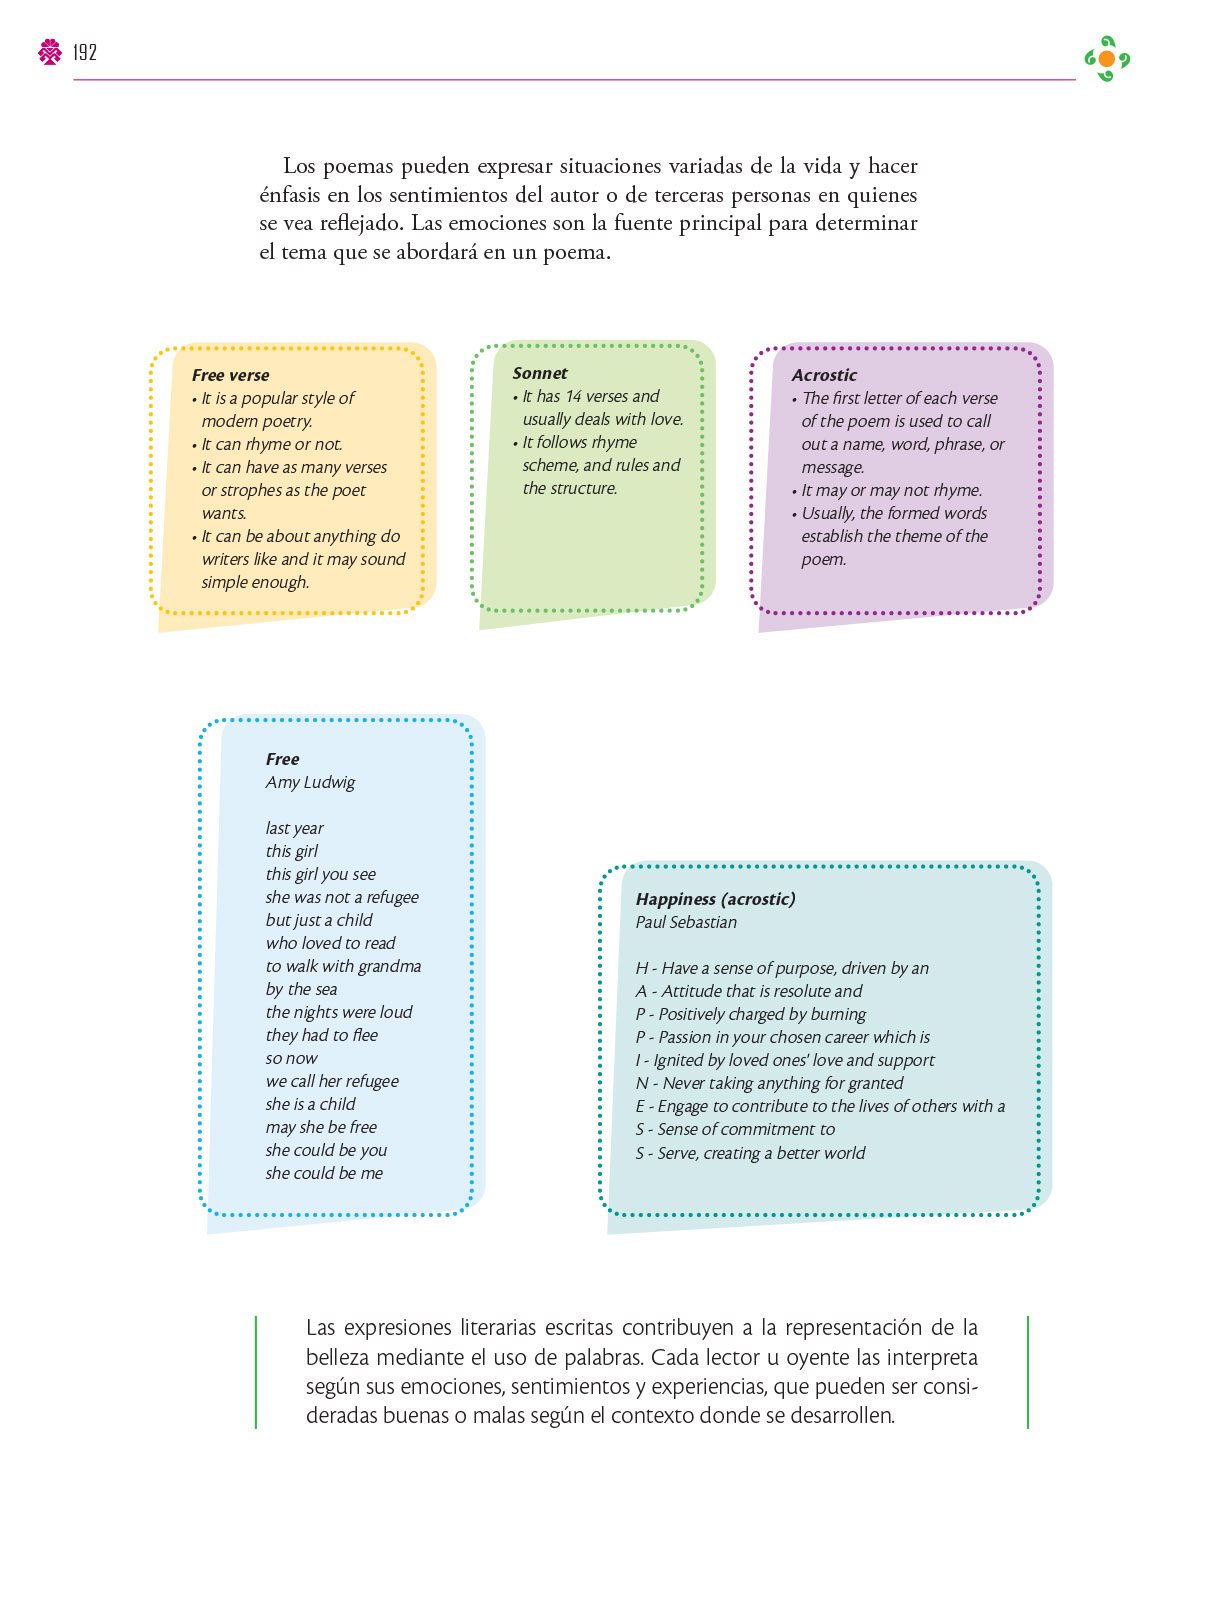 192
Los poemas pueden expresar situaciones variadas de la vida y hacer
énfasis en los sentimientos del autor o de terceras personas en quienes
se vea reflejado. Las emociones son la fuente principal para determinar
el tema que se abordará en un poema.
Free verse
• It is a popular style of
modern poetry.
• It can rhyme or not.
• It can have as many verses
or strophes as the poet
wants.
• It can be about anything do
writers like and it may sound
simple enough.
Sonnet
• It has 14 verses and
usually deals with love.
• It follows rhyme
scheme, and rules and
the structure.
Acrostic
• The first letter of each verse
of the poem is used to call
out a name, word, phrase, or
message.
• It may or may not rhyme.
• Usually, the formed words
establish the theme of the
poem.
Free
Amy Ludwig
last year
this girl
this girl you see
she was not a refugee
but just a child
who loved to read
to walk with grandma
by the sea
the nights were loud
they had to flee
so now
we call her refugee
she is a child
may she be free
she could be you
she could be me
Happiness (acrostic)
Paul Sebastian
H - Have a sense of purpose, driven by an
A - Attitude that is resolute and
P - Positively charged by burning
P - Passion in your chosen career which is
I - Ignited by loved ones' love and support
N - Never taking anything for granted
E - Engage to contribute to the lives of others with a
S - Sense of commitment to
S - Serve, creating a better world
Las expresiones literarias escritas contribuyen a la representación de la
belleza mediante el uso de palabras. Cada lector u oyente las interpreta
según sus emociones, sentimientos y experiencias, que pueden ser consi-
deradas buenas o malas según el contexto donde se desarrollen.